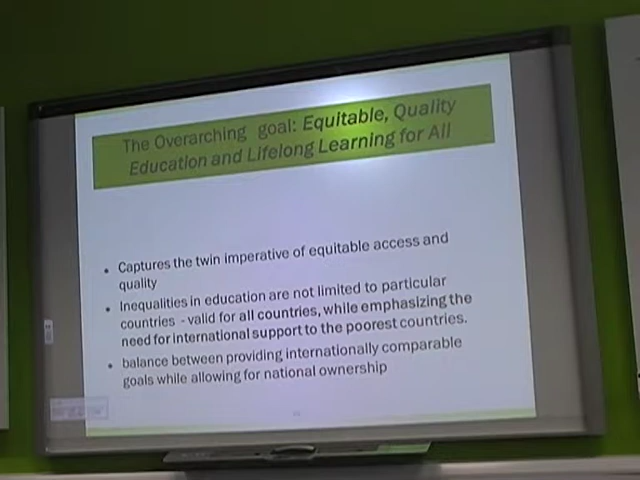 The Overarching goal: Equitable, Quality
Education and Lifelong Learning for All
• Captures the twin imperative of equitable access and
quality
• Inequalities in education are not limited to particular
countries - valid for all countries, while emphasizing the
need for international support to the poorest countries.
• balance between providing internationally comparable
goals while allowing for national ownership